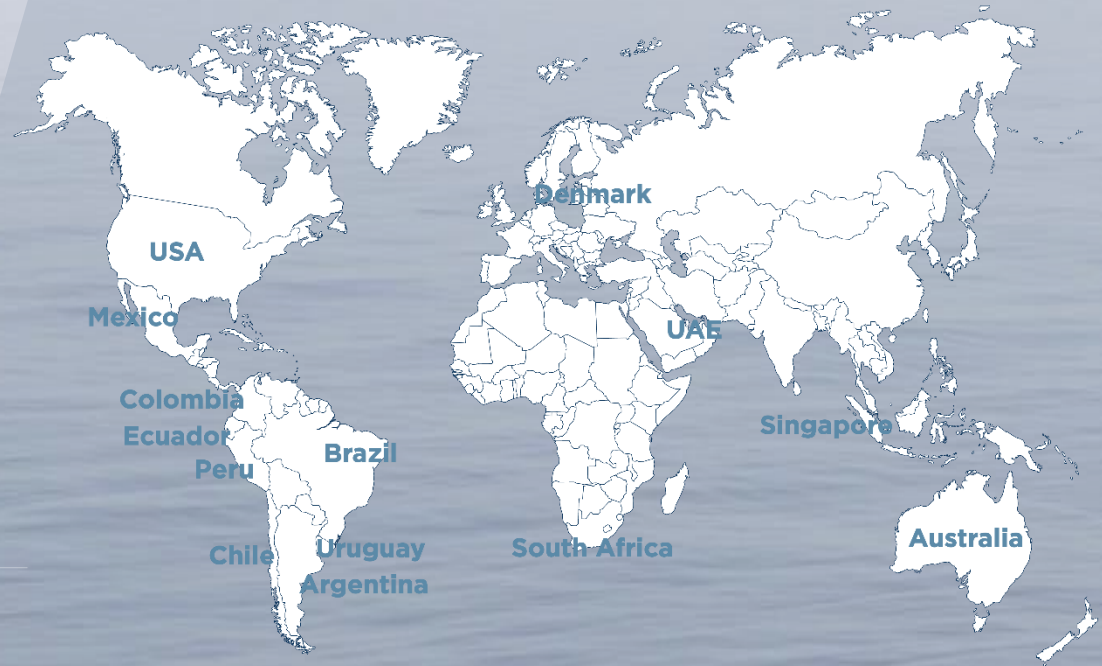 Denmark
USA
Mexico
UAE
Colombia
Ecuador
Singapore
Brazil
Peru
Australia
Chile
Uruguay
South Africa
Argentina